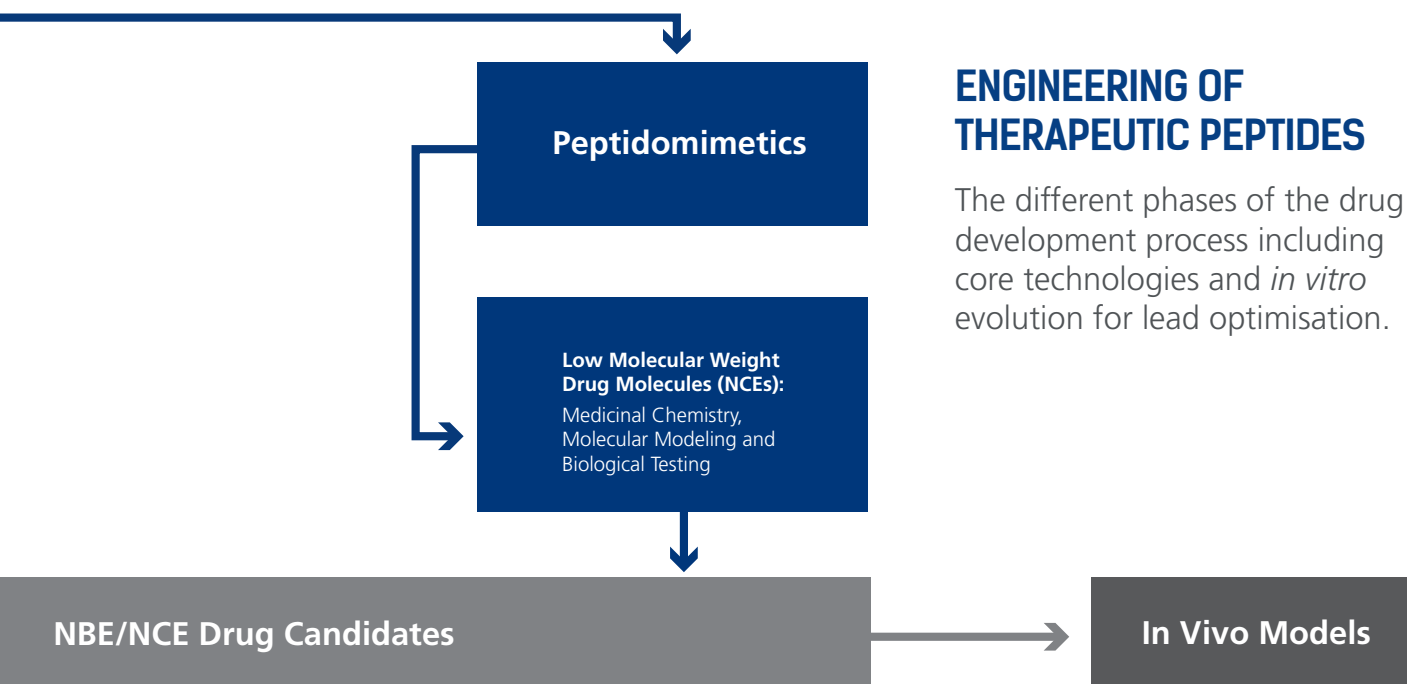 Peptidomimetics
ENGINEERING OF
THERAPEUTIC PEPTIDES
The different phases of the drug
development process including
core technologies and in vitro
evolution for lead optimisation.
Low Molecular Weight
Drug Molecules (NCEs):
Medicinal Chemistry,
Molecular Modeling and
Biological Testing
NBE/NCE Drug Candidates
In Vivo Models